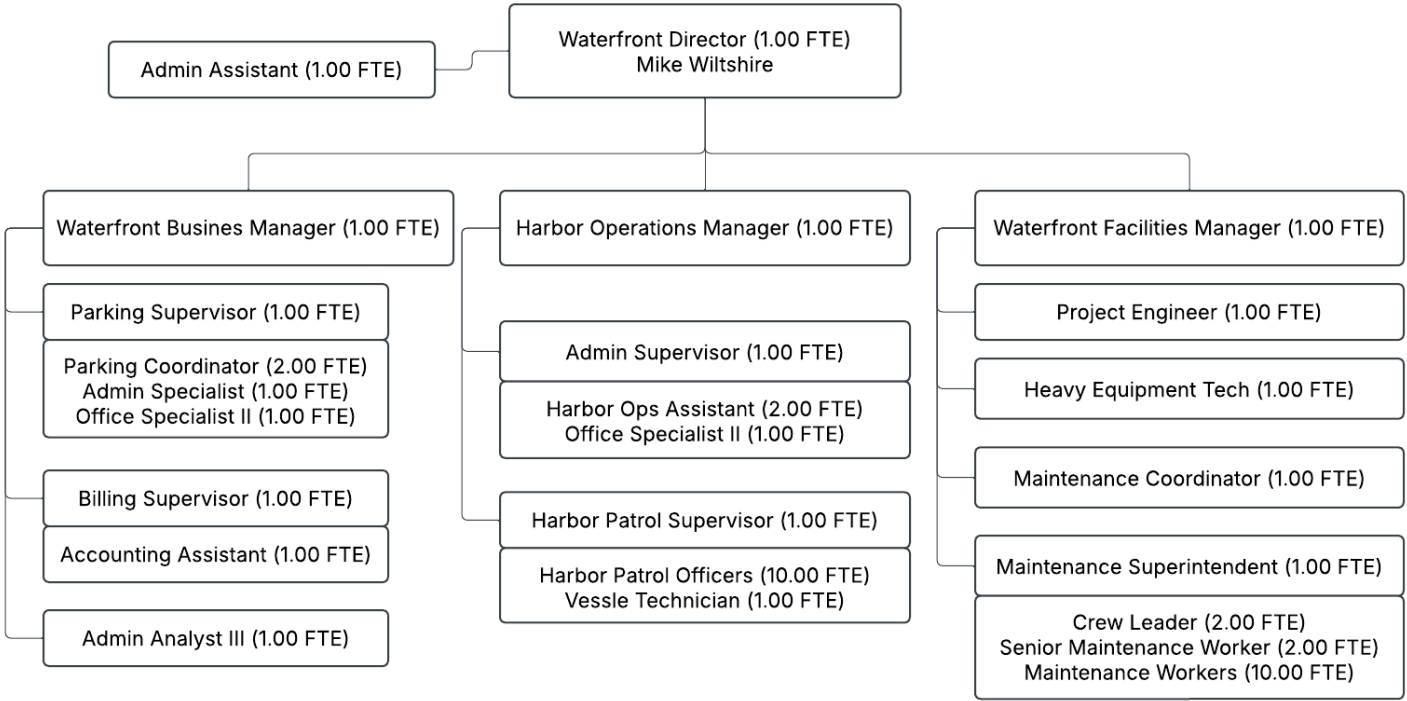 Waterfront Director (1.00 FTE)
Mike Wiltshire
Admin Assistant (1.00 FTE)
Waterfront Busines Manager (1.00 FTE)
Parking Supervisor (1.00 FTE)
Parking Coordinator (2.00 FTE)
Admin Specialist (1.00 FTE)
Office Specialist II (1.00 FTE)
Billing Supervisor (1.00 FTE)
Accounting Assistant (1.00 FTE)
Admin Analyst III (1.00 FTE)
Harbor Operations Manager (1.00 FTE)
Admin Supervisor (1.00 FTE)
Harbor Ops Assistant (2.00 FTE)
Office Specialist II (1.00 FTE)
Harbor Patrol Supervisor (1.00 FTE)
Harbor Patrol Officers (10.00 FTE)
Vessle Technician (1.00 FTE)
Waterfront Facilities Manager (1.00 FTE)
Project Engineer (1.00 FTE)
Heavy Equipment Tech (1.00 FTE)
Maintenance Coordinator (1.00 FTE)
Maintenance Superintendent (1.00 FTE)
Crew Leader (2.00 FTE)
Senior Maintenance Worker (2.00 FTE)
Maintenance Workers (10.00 FTE)